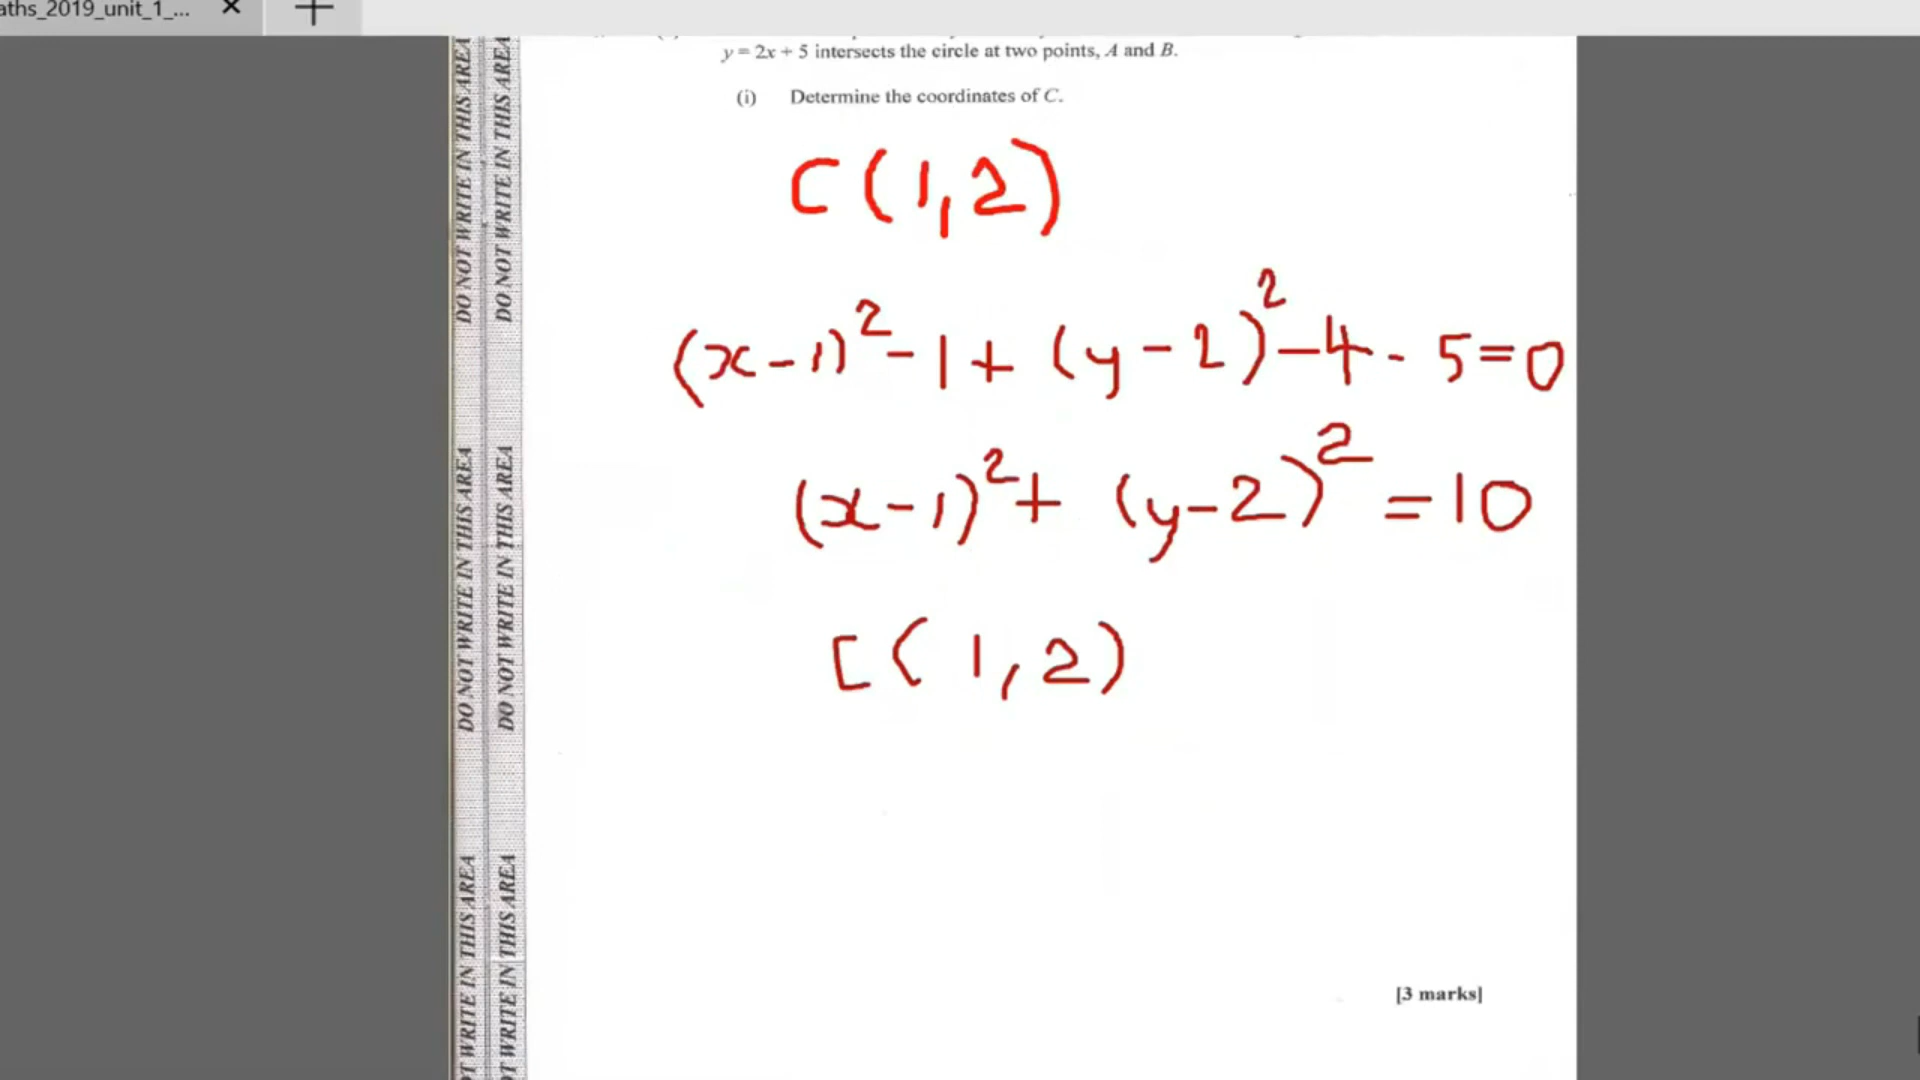 aths_2019_unit_1_...
y = 2x + 5 intersects the circle at two points, A and B.
(i) Determine the coordinates of C.
C(1,2)
(x-1)²-1+(y-2)²-4-5=0
(x-1)²+(y-2)²=10
C(1,2)
[3 marks]
DO NOT WRITE IN THIS AREA
DO NOT WRITE IN THIS AREA
DO NOT WRITE IN THIS AREA
DO NOT WRITE IN THIS AREA
OT WRITE IN THIS AREA
OT WRITE IN THIS AREA